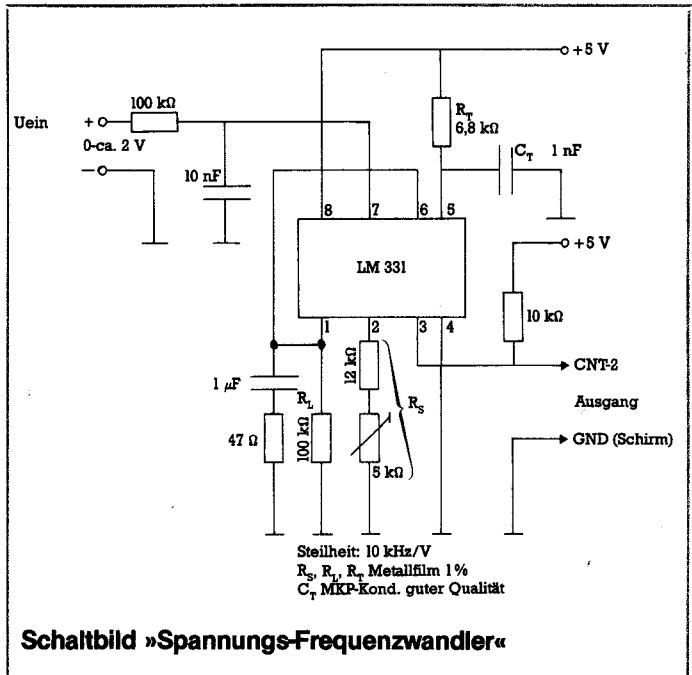 +5 V
100 kΩ
Uein
+
0-ca. 2 V
−
R_T
6,8 kΩ
C_T 1 nF
10 nF
8 7 6 5
LM 331
+5 V
10 kΩ
1 2 3 4
CNT-2
Ausgang
GND (Schirm)
1 µF
47 Ω
R_L
100 kΩ
12 kΩ
R_S
5 kΩ
Steilheit: 10 kHz/V
R_S, R_L, R_T Metallfilm 1%
C_T MKP-Kond. guter Qualität
Schaltbild »Spannungs-Frequenzwandler«